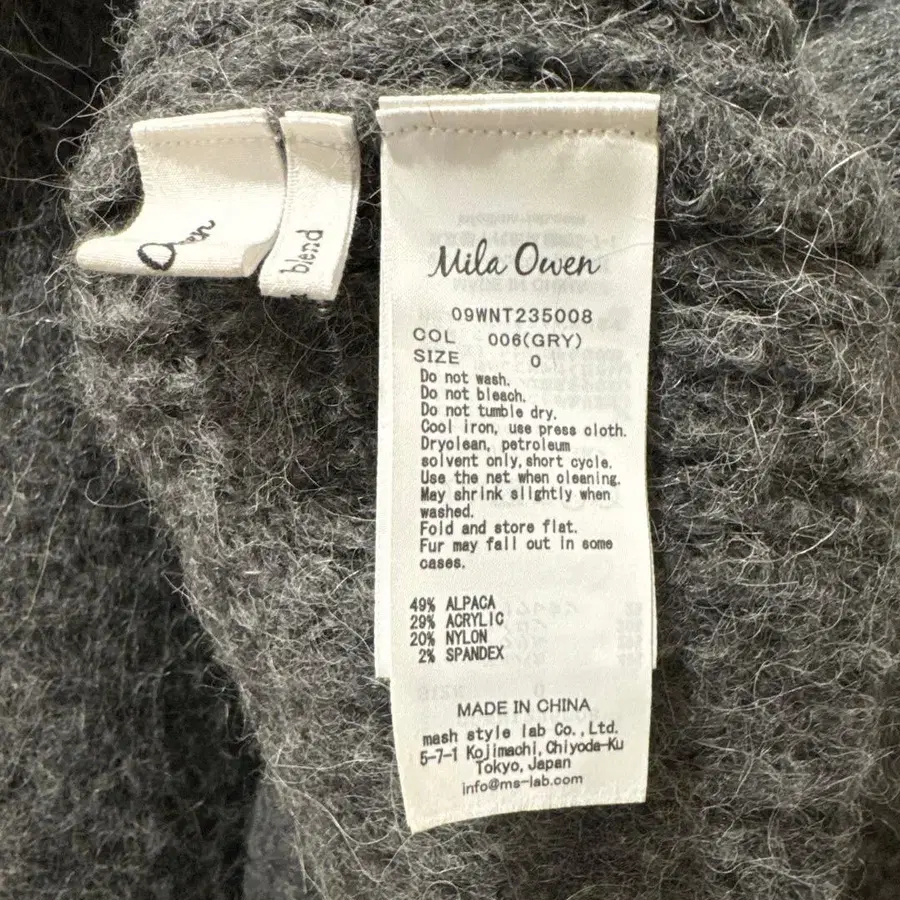 Owen
blend
Mila Owen
09WNT235008
COL 006(GRY)
SIZE 0
Do not wash.
Do not bleach.
Do not tumble dry.
Cool iron, use press cloth.
Dryclean, petroleum
solvent only, short cycle.
Use the net when cleaning.
May shrink slightly when
washed.
Fold and store flat.
Fur may fall out in some
cases.
49% ALPACA
29% ACRYLIC
20% NYLON
2% SPANDEX
MADE IN CHINA
mash style lab Co., Ltd.
5-7-1 Kojimachi, Chiyoda-Ku
Tokyo, Japan
info@ms-lab.com